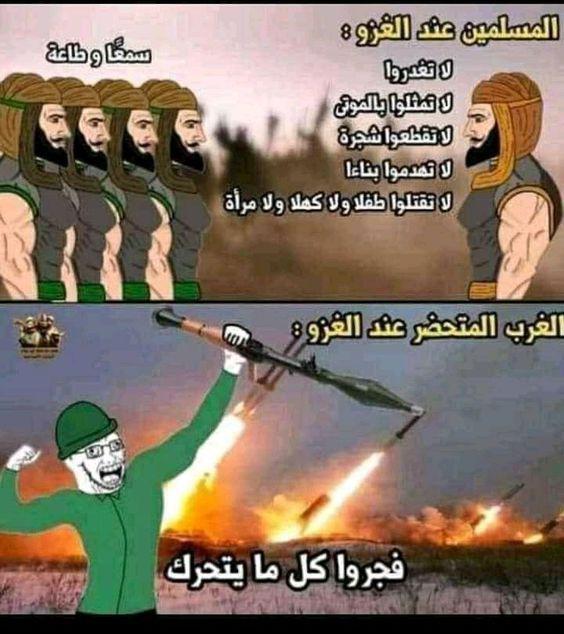 المسلمين عند الغزو :
سمعًا و طاعة
لا تغدروا
لا تمثلوا بالموتى
لا تقطعوا شجرة
لا تهدموا بناءا
لا تقتلوا طفلا ولا كهلا ولا مرأة
الغرب المتحضر عند الغزو :
فجروا كل ما يتحرك